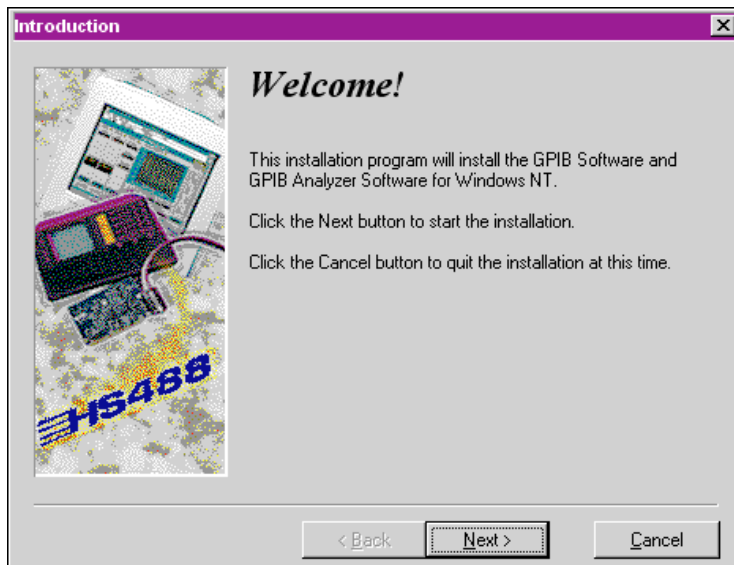 Introduction
Welcome!
This installation program will install the GPIB Software and
GPIB Analyzer Software for Windows NT.
Click the Next button to start the installation.
Click the Cancel button to quit the installation at this time.
HS488
< Back
Next >
Cancel